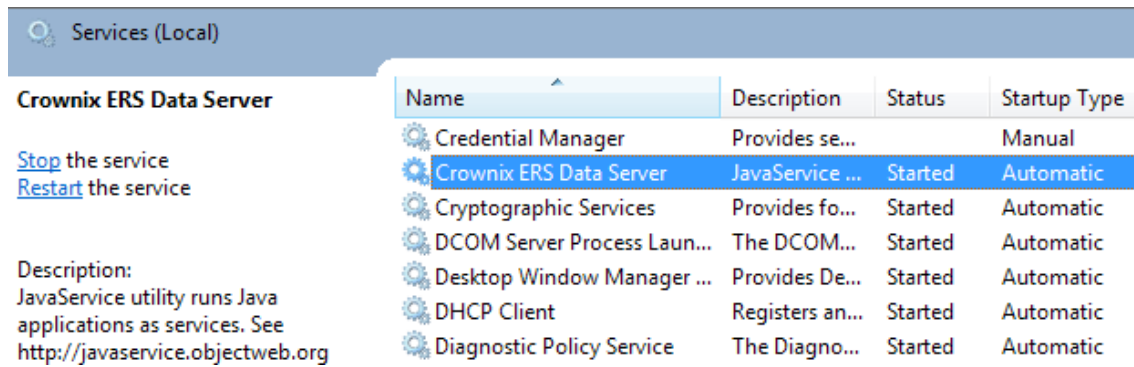 Services (Local)
Crownix ERS Data Server
Stop the service
Restart the service
Description:
JavaService utility runs Java
applications as services. See
http://javaservice.objectweb.org
Name Description Status Startup Type
Credential Manager Provides se... Manual
Crownix ERS Data Server JavaService ... Started Automatic
Cryptographic Services Provides fo... Started Automatic
DCOM Server Process Laun... The DCOM... Started Automatic
Desktop Window Manager ... Provides De... Started Automatic
DHCP Client Registers an... Started Automatic
Diagnostic Policy Service The Diagno... Started Automatic